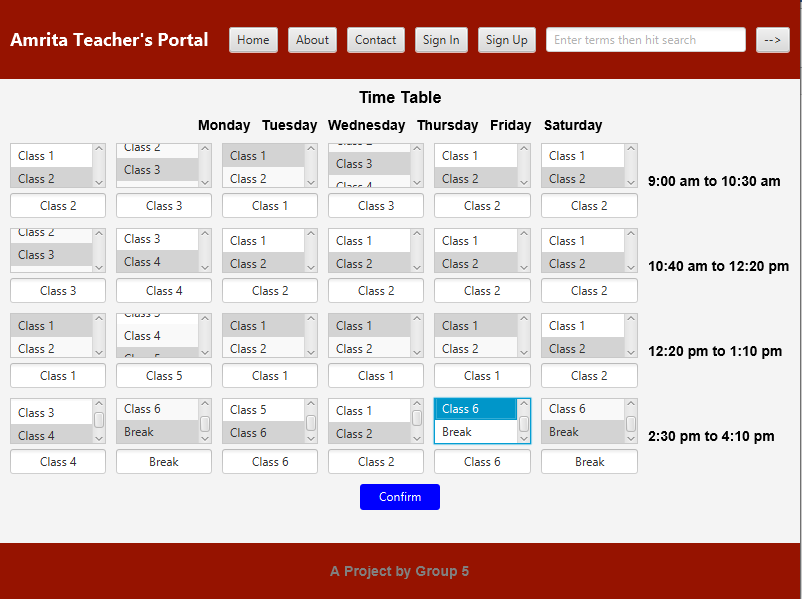 Amrita Teacher's Portal Home About Contact Sign In Sign Up Enter terms then hit search -->
Time Table
Monday Tuesday Wednesday Thursday Friday Saturday
Class 1 Class 2 Class 1 Class 2 Class 1 Class 1
Class 2 Class 3 Class 2 Class 3 Class 2 Class 2
Class 4
9:00 am to 10:30 am
Class 2 Class 3 Class 1 Class 3 Class 2 Class 2
Class 2 Class 3 Class 1 Class 1 Class 1 Class 1
Class 3 Class 4 Class 2 Class 2 Class 2 Class 2
10:40 am to 12:20 pm
Class 3 Class 4 Class 2 Class 2 Class 2 Class 2
Class 1 Class 3 Class 1 Class 1 Class 1 Class 1
Class 2 Class 4 Class 2 Class 2 Class 2 Class 2
Class 5
12:20 pm to 1:10 pm
Class 1 Class 5 Class 1 Class 1 Class 1 Class 2
Class 3 Class 6 Class 5 Class 1 Class 6 Class 6
Class 4 Break Class 6 Class 2 Break Break
2:30 pm to 4:10 pm
Class 4 Break Class 6 Class 2 Class 6 Break
Confirm
A Project by Group 5